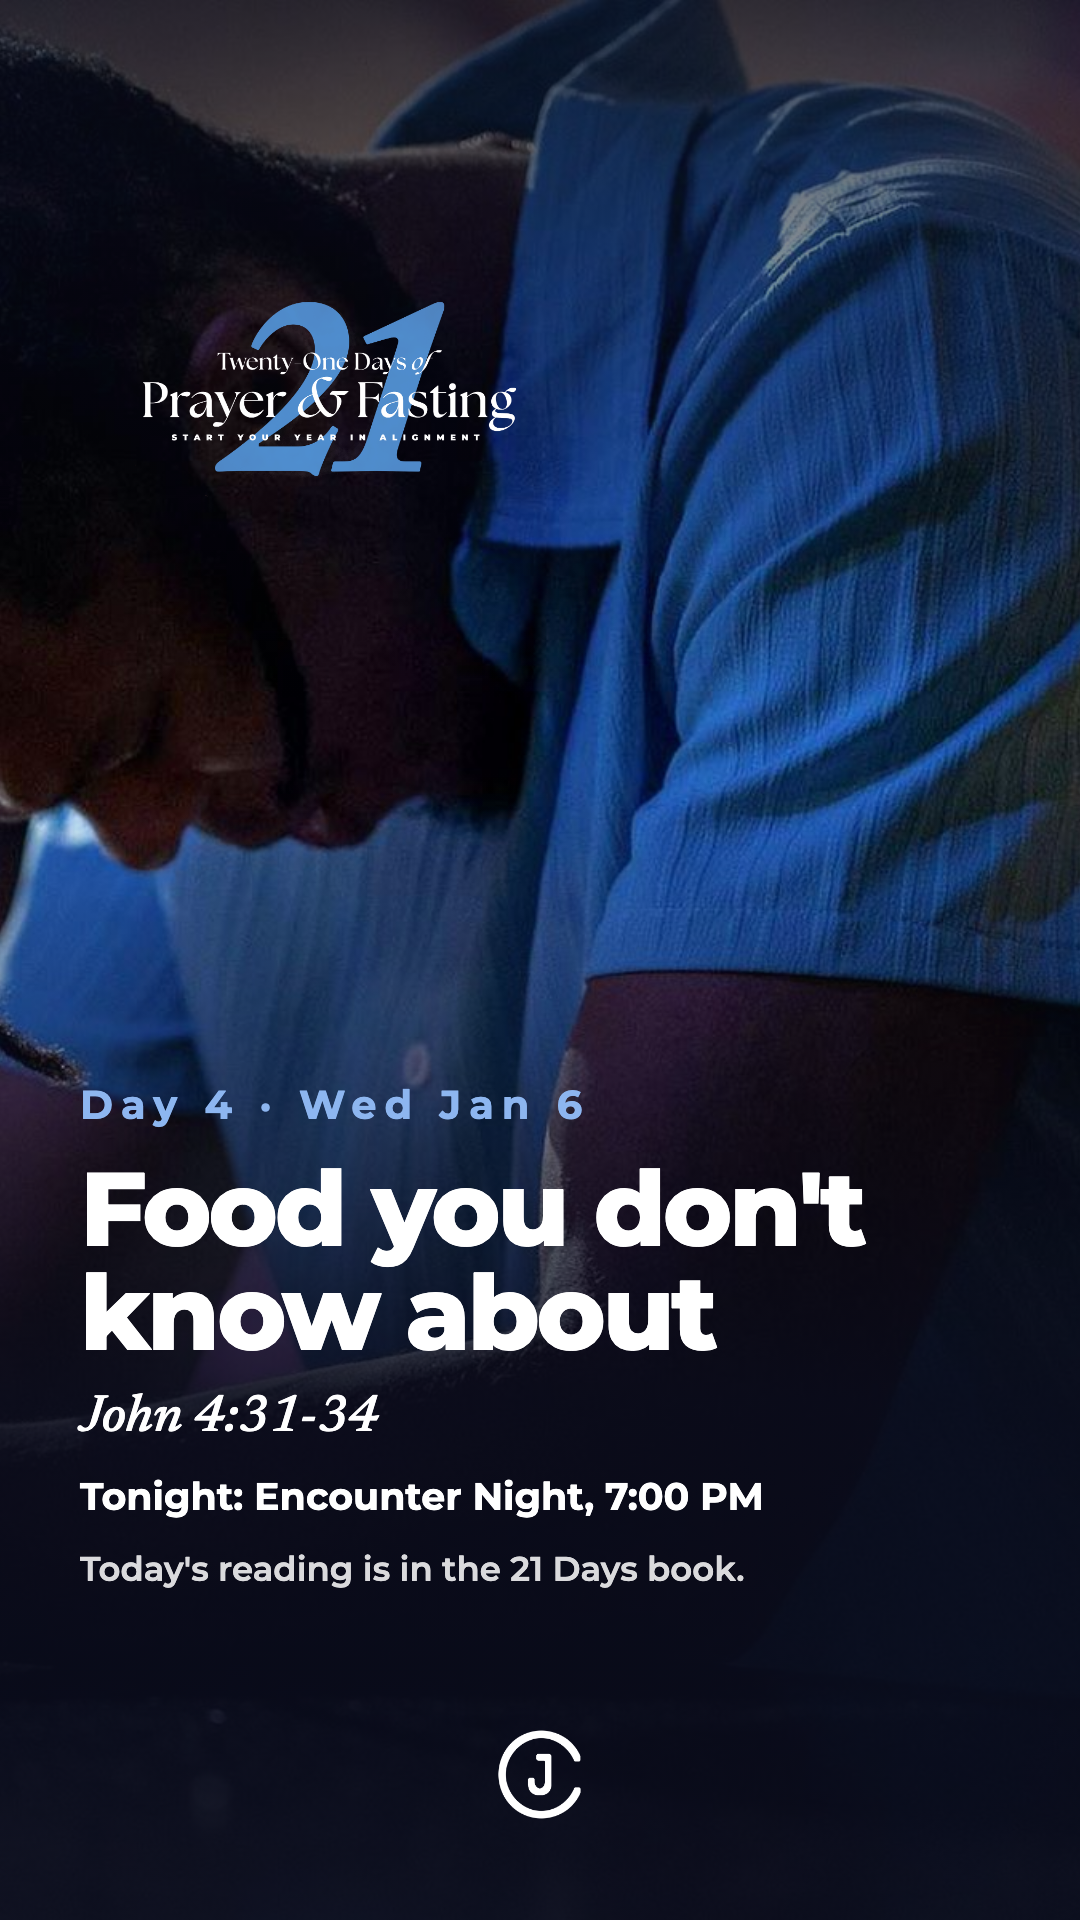 21
Twenty-One Days of
Prayer & Fasting
START YOUR YEAR IN ALIGNMENT
Day 4 · Wed Jan 6
Food you don't
know about
John 4:31-34
Tonight: Encounter Night, 7:00 PM
Today's reading is in the 21 Days book.
JC